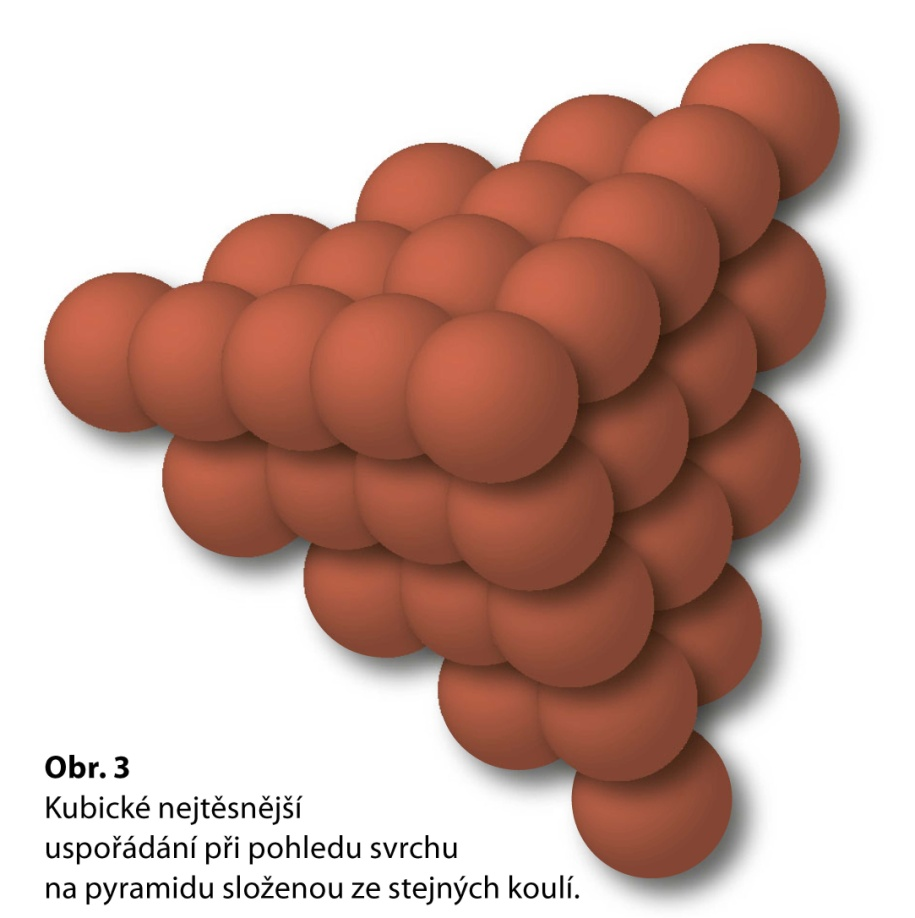 Obr. 3
Kubické nejtěsnější
uspořádání při pohledu svrchu
na pyramidu složenou ze stejných koulí.